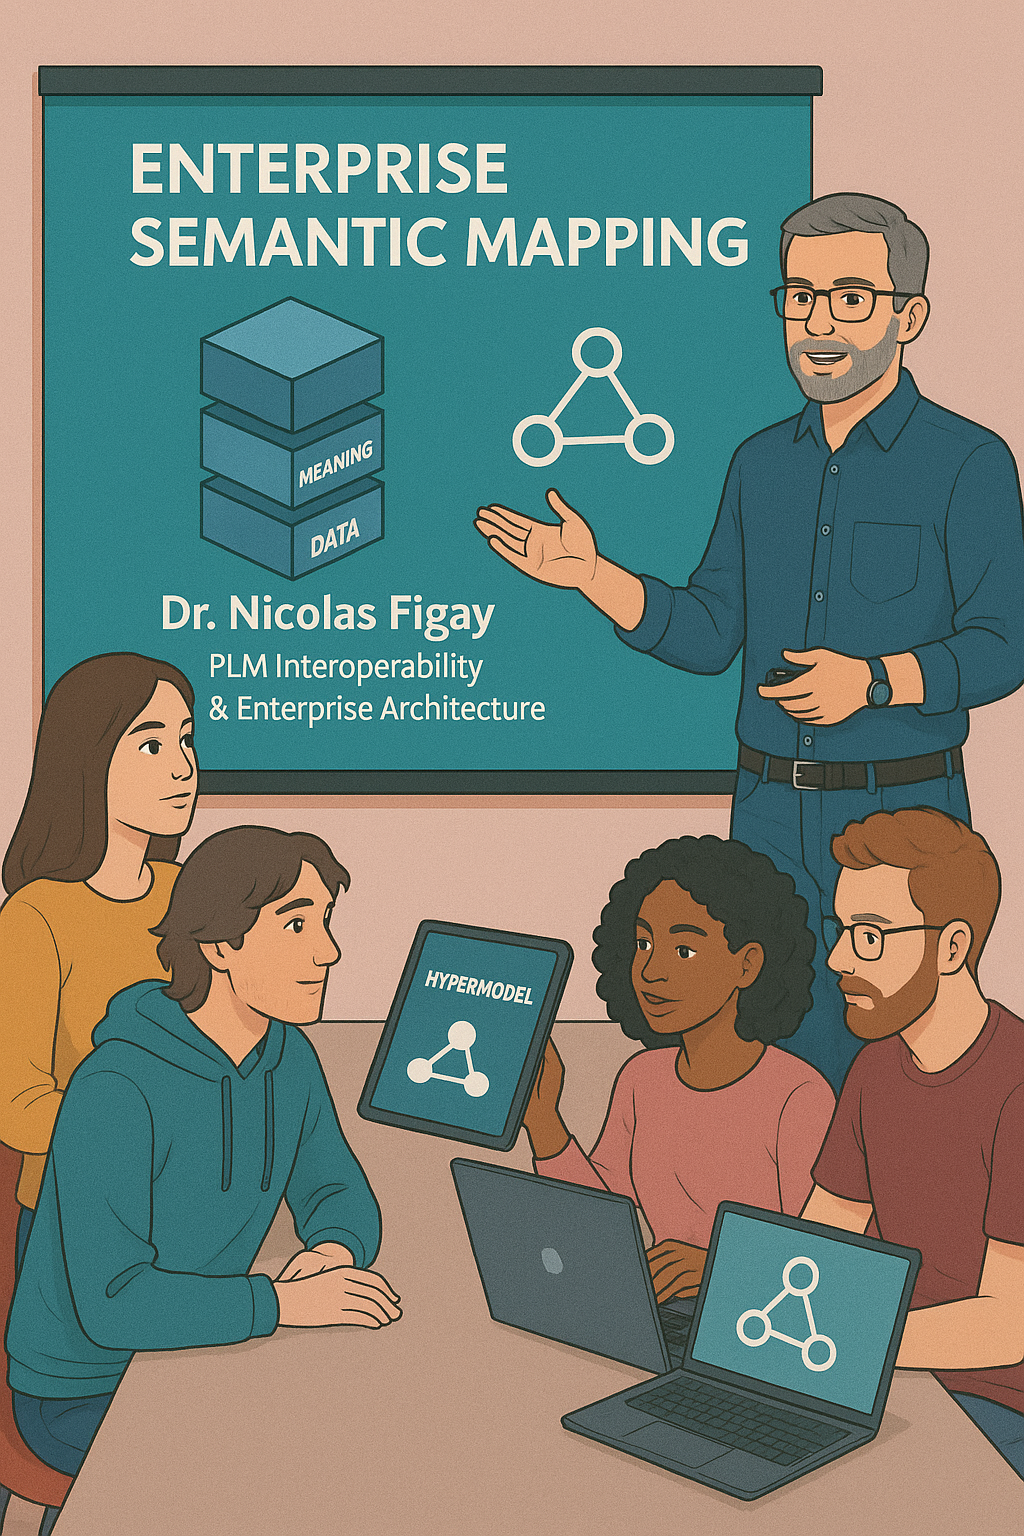 ENTERPRISE
SEMANTIC MAPPING
MEANING
DATA
Dr. Nicolas Figay
PLM Interoperability
& Enterprise Architecture
HYPERMODEL